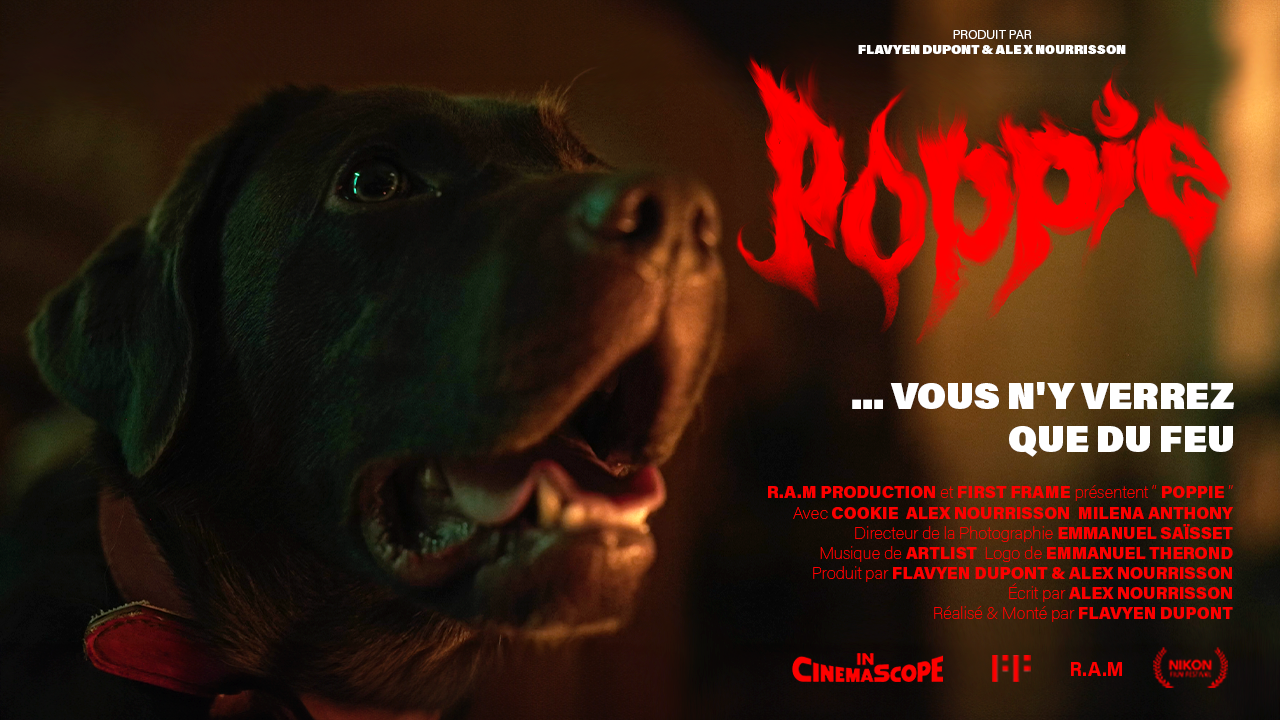 PRODUIT PAR
FLAVYEN DUPONT & ALEX NOURRISSON
Poppie
... VOUS N'Y VERREZ
QUE DU FEU
R.A.M PRODUCTION et FIRST FRAME présentent " POPPIE "
Avec COOKIE ALEX NOURRISSON MILENA ANTHONY
Directeur de la Photographie EMMANUEL SAÏSSET
Musique de ARTLIST Logo de EMMANUEL THEROND
Produit par FLAVYEN DUPONT & ALEX NOURRISSON
Écrit par ALEX NOURRISSON
Réalisé & Monté par FLAVYEN DUPONT
IN
CINEMASCOPE
FF
R.A.M
NIKON
FILM FESTIVAL